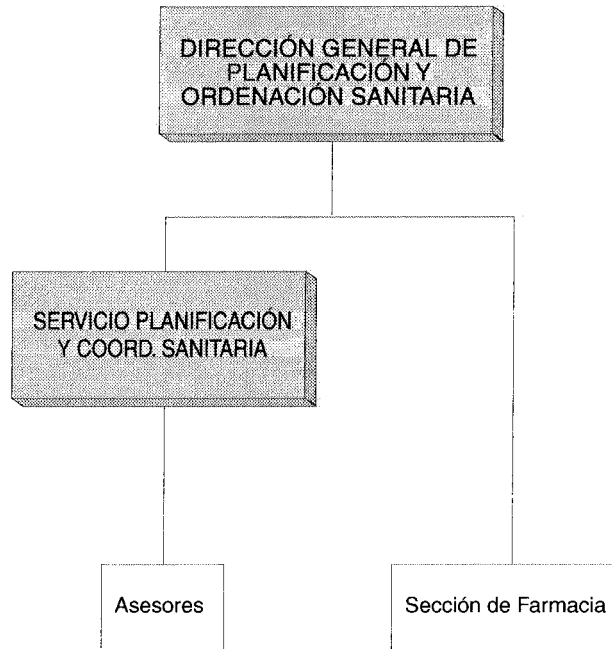 DIRECCIÓN GENERAL DE
PLANIFICACIÓN Y
ORDENACIÓN SANITARIA
SERVICIO PLANIFICACIÓN
Y COORD. SANITARIA
Asesores
Sección de Farmacia